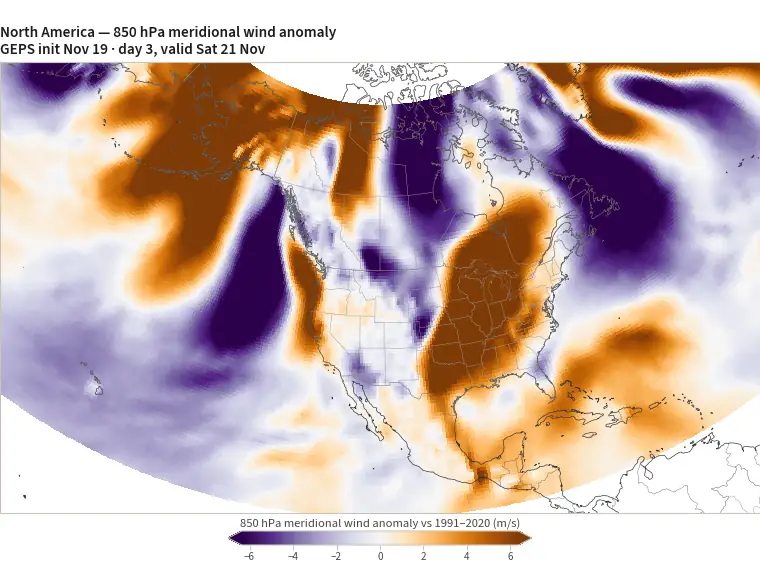 North America — 850 hPa meridional wind anomaly
GEPS init Nov 19 · day 3, valid Sat 21 Nov
850 hPa meridional wind anomaly vs 1991–2020 (m/s)
−6 −4 −2 0 2 4 6